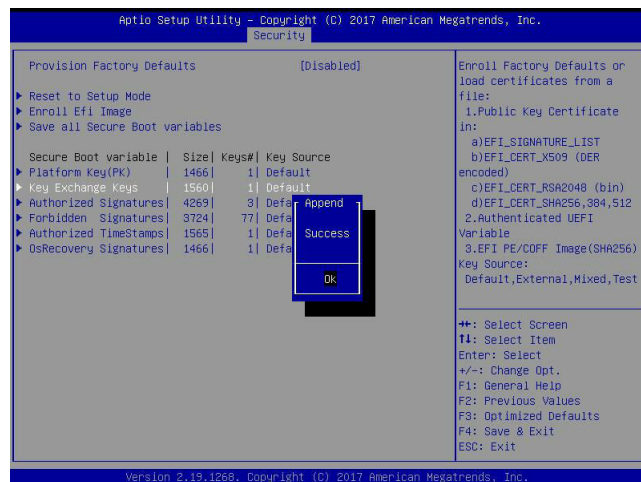 Aptio Setup Utility – Copyright (C) 2017 American Megatrends, Inc.
Security
Provision Factory Defaults [Disabled]
Reset to Setup Mode
Enroll Efi Image
Save all Secure Boot variables
Secure Boot variable | Size| Keys#| Key Source
Platform Key(PK) | 1466| 1| Default
Key Exchange Keys | 1560| 1| Default
Authorized Signatures| 4269| 3| Defa
Forbidden Signatures| 3724| 77| Defa
Authorized TimeStamps| 1565| 1| Defa
OsRecovery Signatures| 1466| 1| Defa
Append
Success
Ok
Enroll Factory Defaults or
load certificates from a
file:
1.Public Key Certificate
in:
a)EFI_SIGNATURE_LIST
b)EFI_CERT_X509 (DER
encoded)
c)EFI_CERT_RSA2048 (bin)
d)EFI_CERT_SHA256,384,512
2.Authenticated UEFI
Variable
3.EFI PE/COFF Image(SHA256)
Key Source:
Default,External,Mixed,Test
→←: Select Screen
↑↓: Select Item
Enter: Select
+/-: Change Opt.
F1: General Help
F2: Previous Values
F3: Optimized Defaults
F4: Save & Exit
ESC: Exit
Version 2.19.1268. Copyright (C) 2017 American Megatrends, Inc.